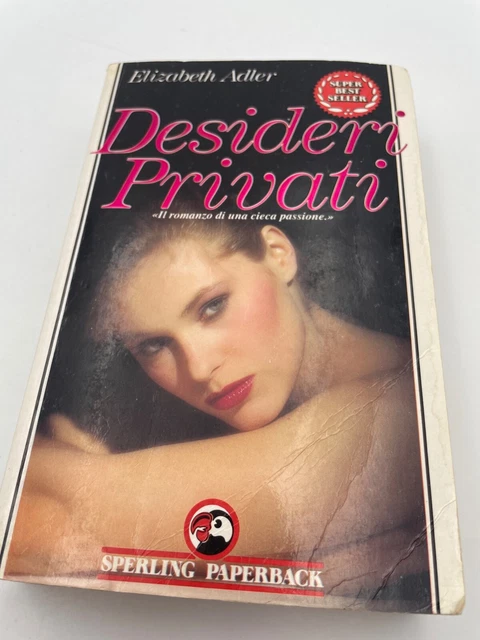 Elizabeth Adler
SUPER
BEST
SELLER
Desideri
Privati
«Il romanzo di una cieca passione.»
SPERLING PAPERBACK